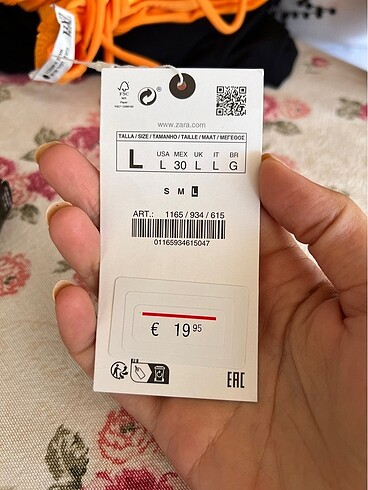 FSC
www.zara.com
TALLA / SIZE / TAMANHO / TAILLE / MAAT / ΜΕΓΕΘΟΣ
L
USA MEX UK IT BR
L 30 L L G
S M L
ART.: 1165 / 934 / 615
01165934615047
€ 19 95
EAC